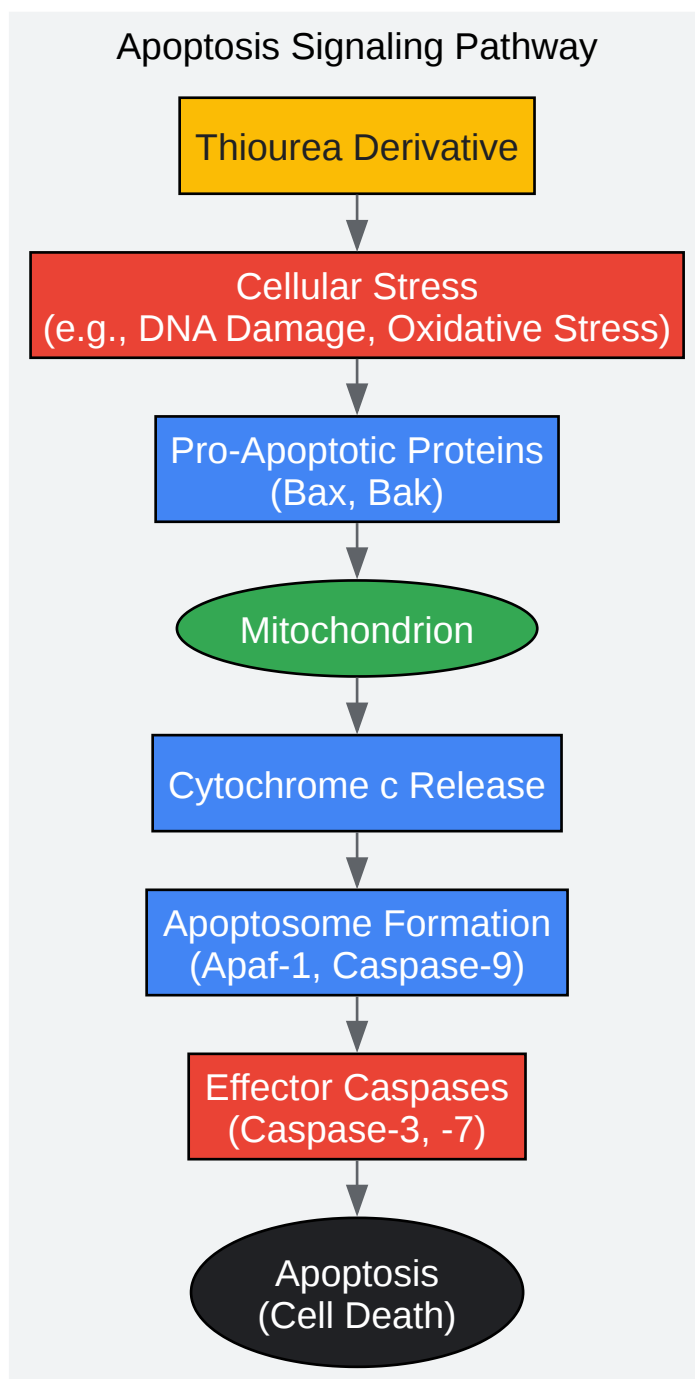 Apoptosis Signaling Pathway
Thiourea Derivative
Cellular Stress
(e.g., DNA Damage, Oxidative Stress)
Pro-Apoptotic Proteins
(Bax, Bak)
Mitochondrion
Cytochrome c Release
Apoptosome Formation
(Apaf-1, Caspase-9)
Effector Caspases
(Caspase-3, -7)
Apoptosis
(Cell Death)